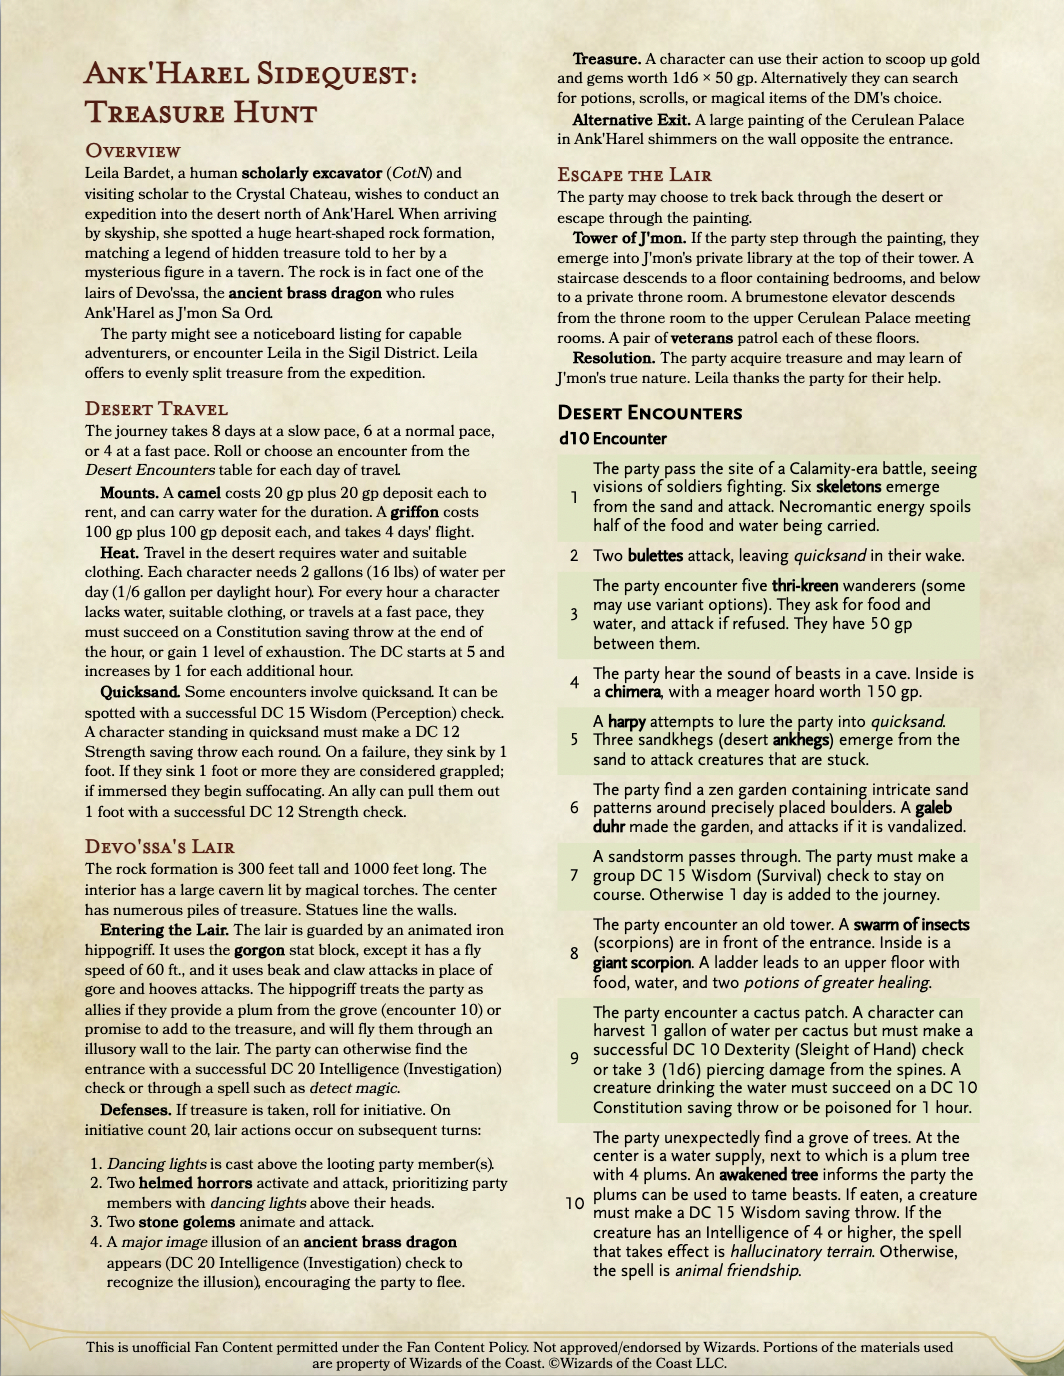 Ank'Harel Sidequest:
Treasure Hunt
Overview
Leila Bardet, a human scholarly excavator (CotN) and
visiting scholar to the Crystal Chateau, wishes to conduct an
expedition into the desert north of Ank'Harel. When arriving
by skyship, she spotted a huge heart-shaped rock formation,
matching a legend of hidden treasure told to her by a
mysterious figure in a tavern. The rock is in fact one of the
lairs of Devo'ssa, the ancient brass dragon who rules
Ank'Harel as J'mon Sa Ord.
The party might see a noticeboard listing for capable
adventurers, or encounter Leila in the Sigil District. Leila
offers to evenly split treasure from the expedition.
Desert Travel
The journey takes 8 days at a slow pace, 6 at a normal pace,
or 4 at a fast pace. Roll or choose an encounter from the
Desert Encounters table for each day of travel.
Mounts. A camel costs 20 gp plus 20 gp deposit each to
rent, and can carry water for the duration. A griffon costs
100 gp plus 100 gp deposit each, and takes 4 days' flight.
Heat. Travel in the desert requires water and suitable
clothing. Each character needs 2 gallons (16 lbs) of water per
day (1/6 gallon per daylight hour). For every hour a character
lacks water, suitable clothing, or travels at a fast pace, they
must succeed on a Constitution saving throw at the end of
the hour, or gain 1 level of exhaustion. The DC starts at 5 and
increases by 1 for each additional hour.
Quicksand. Some encounters involve quicksand. It can be
spotted with a successful DC 15 Wisdom (Perception) check.
A character standing in quicksand must make a DC 12
Strength saving throw each round. On a failure, they sink by 1
foot. If they sink 1 foot or more they are considered grappled;
if immersed they begin suffocating. An ally can pull them out
1 foot with a successful DC 12 Strength check.
Devo'ssa's Lair
The rock formation is 300 feet tall and 1000 feet long. The
interior has a large cavern lit by magical torches. The center
has numerous piles of treasure. Statues line the walls.
Entering the Lair. The lair is guarded by an animated iron
hippogriff. It uses the gorgon stat block, except it has a fly
speed of 60 ft., and it uses beak and claw attacks in place of
gore and hooves attacks. The hippogriff treats the party as
allies if they provide a plum from the grove (encounter 10) or
promise to add to the treasure, and will fly them through an
illusory wall to the lair. The party can otherwise find the
entrance with a successful DC 20 Intelligence (Investigation)
check or through a spell such as detect magic.
Defenses. If treasure is taken, roll for initiative. On
initiative count 20, lair actions occur on subsequent turns:
1. Dancing lights is cast above the looting party member(s).
2. Two helmed horrors activate and attack, prioritizing party
members with dancing lights above their heads.
3. Two stone golems animate and attack.
4. A major image illusion of an ancient brass dragon
appears (DC 20 Intelligence (Investigation) check to
recognize the illusion), encouraging the party to flee.
Treasure. A character can use their action to scoop up gold
and gems worth 1d6 × 50 gp. Alternatively they can search
for potions, scrolls, or magical items of the DM's choice.
Alternative Exit. A large painting of the Cerulean Palace
in Ank'Harel shimmers on the wall opposite the entrance.
Escape the Lair
The party may choose to trek back through the desert or
escape through the painting.
Tower of J'mon. If the party step through the painting, they
emerge into J'mon's private library at the top of their tower. A
staircase descends to a floor containing bedrooms, and below
to a private throne room. A brumestone elevator descends
from the throne room to the upper Cerulean Palace meeting
rooms. A pair of veterans patrol each of these floors.
Resolution. The party acquire treasure and may learn of
J'mon's true nature. Leila thanks the party for their help.
Desert Encounters
d10 Encounter
The party pass the site of a Calamity-era battle, seeing
1 visions of soldiers fighting. Six skeletons emerge
from the sand and attack. Necromantic energy spoils
half of the food and water being carried.
2 Two bulettes attack, leaving quicksand in their wake.
The party encounter five thri-kreen wanderers (some
3 may use variant options). They ask for food and
water, and attack if refused. They have 50 gp
between them.
4 The party hear the sound of beasts in a cave. Inside is
a chimera, with a meager hoard worth 150 gp.
A harpy attempts to lure the party into quicksand.
5 Three sandkhegs (desert ankhegs) emerge from the
sand to attack creatures that are stuck.
The party find a zen garden containing intricate sand
6 patterns around precisely placed boulders. A galeb
duhr made the garden, and attacks if it is vandalized.
A sandstorm passes through. The party must make a
7 group DC 15 Wisdom (Survival) check to stay on
course. Otherwise 1 day is added to the journey.
The party encounter an old tower. A swarm of insects
8 (scorpions) are in front of the entrance. Inside is a
giant scorpion. A ladder leads to an upper floor with
food, water, and two potions of greater healing.
The party encounter a cactus patch. A character can
harvest 1 gallon of water per cactus but must make a
9 successful DC 10 Dexterity (Sleight of Hand) check
or take 3 (1d6) piercing damage from the spines. A
creature drinking the water must succeed on a DC 10
Constitution saving throw or be poisoned for 1 hour.
The party unexpectedly find a grove of trees. At the
center is a water supply, next to which is a plum tree
with 4 plums. An awakened tree informs the party the
10 plums can be used to tame beasts. If eaten, a creature
must make a DC 15 Wisdom saving throw. If the
creature has an Intelligence of 4 or higher, the spell
that takes effect is hallucinatory terrain. Otherwise,
the spell is animal friendship.
This is unofficial Fan Content permitted under the Fan Content Policy. Not approved/endorsed by Wizards. Portions of the materials used
are property of Wizards of the Coast. ©Wizards of the Coast LLC.